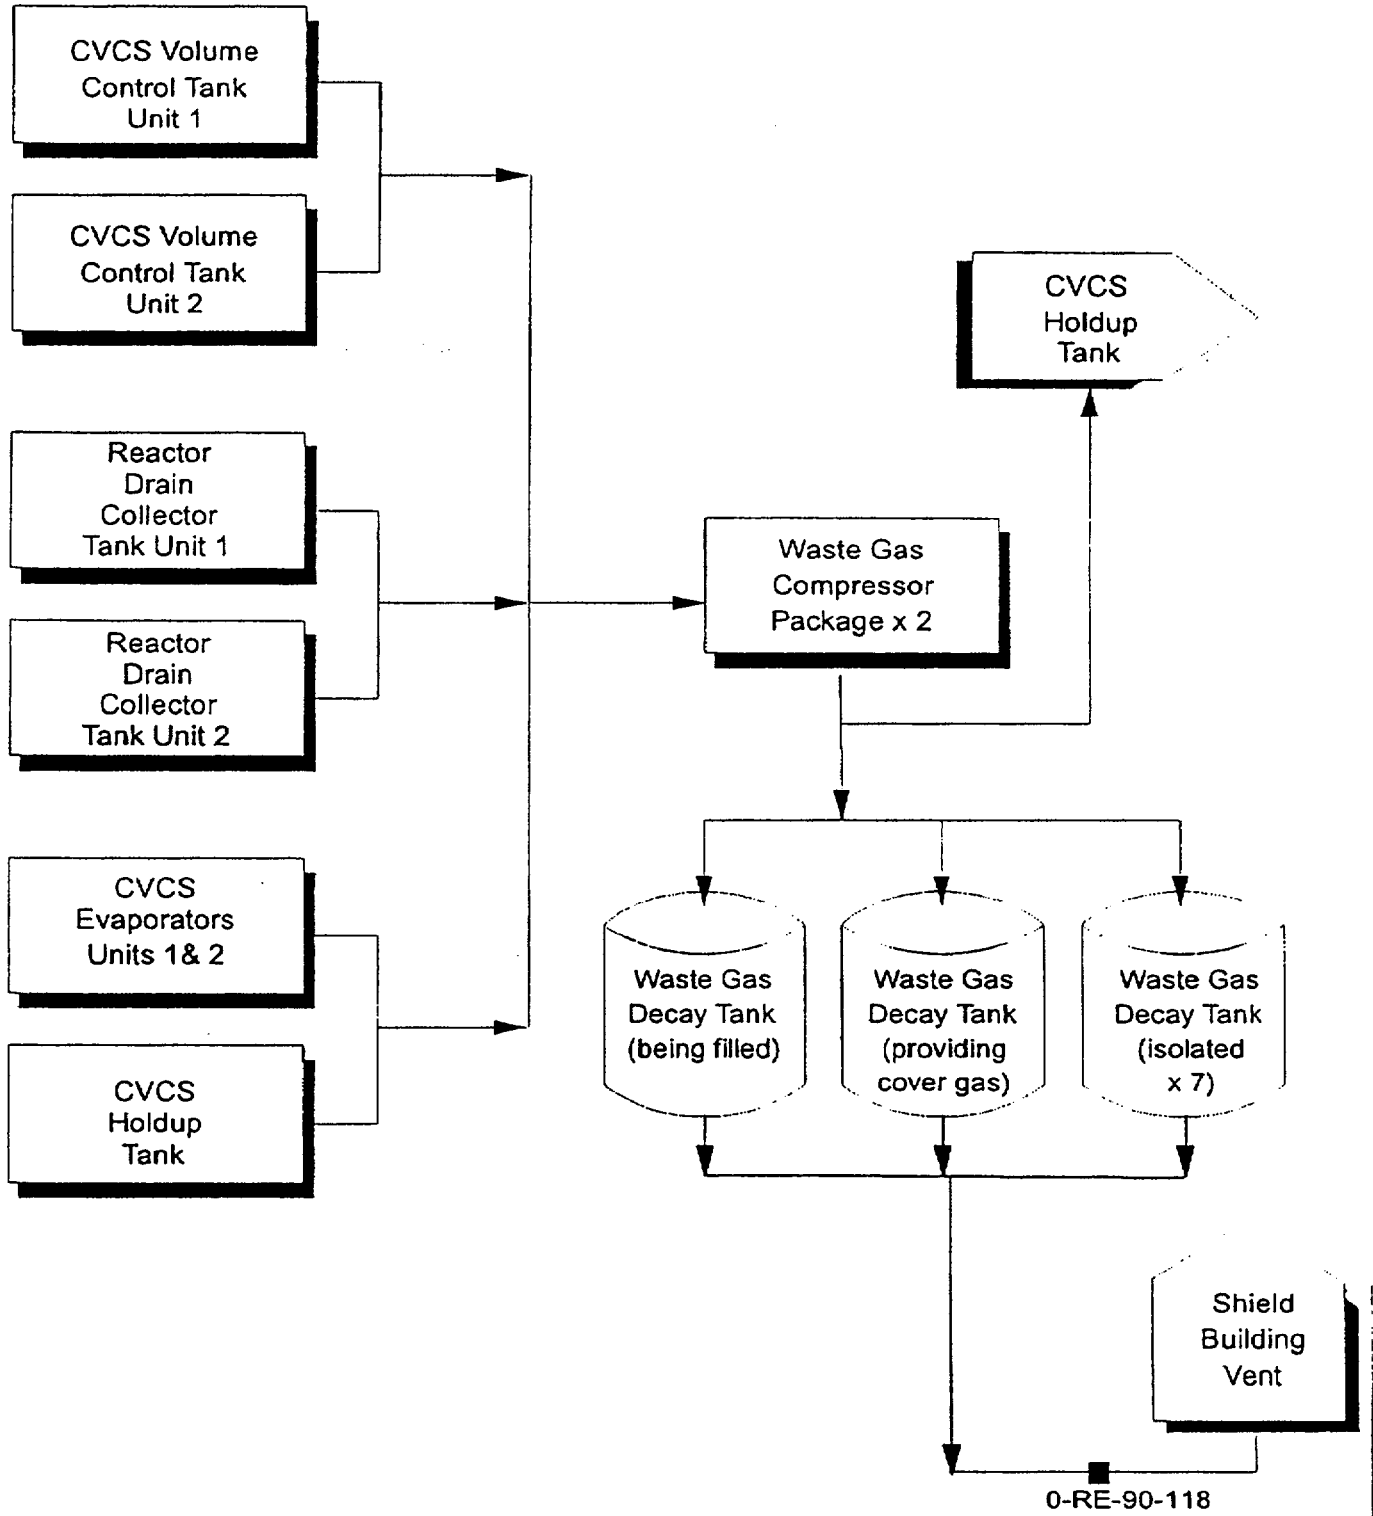 CVCS Volume
Control Tank
Unit 1
CVCS Volume
Control Tank
Unit 2
CVCS
Holdup
Tank
Reactor
Drain
Collector
Tank Unit 1
Waste Gas
Compressor
Package x 2
Reactor
Drain
Collector
Tank Unit 2
CVCS
Evaporators
Units 1& 2
Waste Gas
Decay Tank
(being filled)
Waste Gas
Decay Tank
(providing
cover gas)
Waste Gas
Decay Tank
(isolated
x 7)
CVCS
Holdup
Tank
Shield
Building
Vent
0-RE-90-118